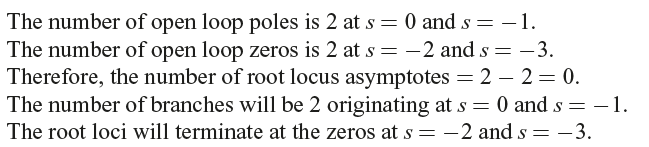 The number of open loop poles is 2 at s = 0 and s = −1.
The number of open loop zeros is 2 at s = −2 and s = −3.
Therefore, the number of root locus asymptotes = 2 − 2 = 0.
The number of branches will be 2 originating at s = 0 and s = −1.
The root loci will terminate at the zeros at s = −2 and s = −3.